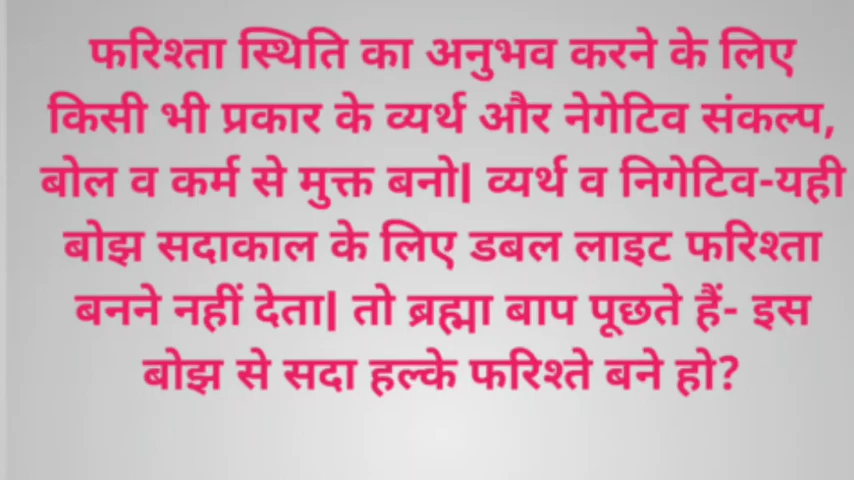 फरिश्ता स्थिति का अनुभव करने के लिए
किसी भी प्रकार के व्यर्थ और नेगेटिव संकल्प,
बोल व कर्म से मुक्त बनो| व्यर्थ व निगेटिव-यही
बोझ सदाकाल के लिए डबल लाइट फरिश्ता
बनने नहीं देता| तो ब्रह्मा बाप पूछते हैं- इस
बोझ से सदा हल्के फरिश्ते बने हो?